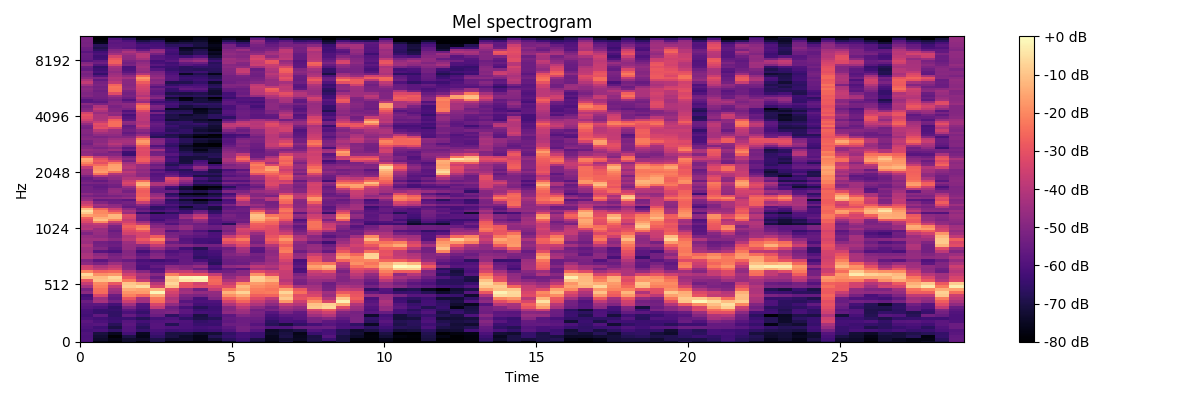 Mel spectrogram
8192
4096
2048
1024
512
0
Hz
0 5 10 15 20 25
Time
+0 dB
-10 dB
-20 dB
-30 dB
-40 dB
-50 dB
-60 dB
-70 dB
-80 dB